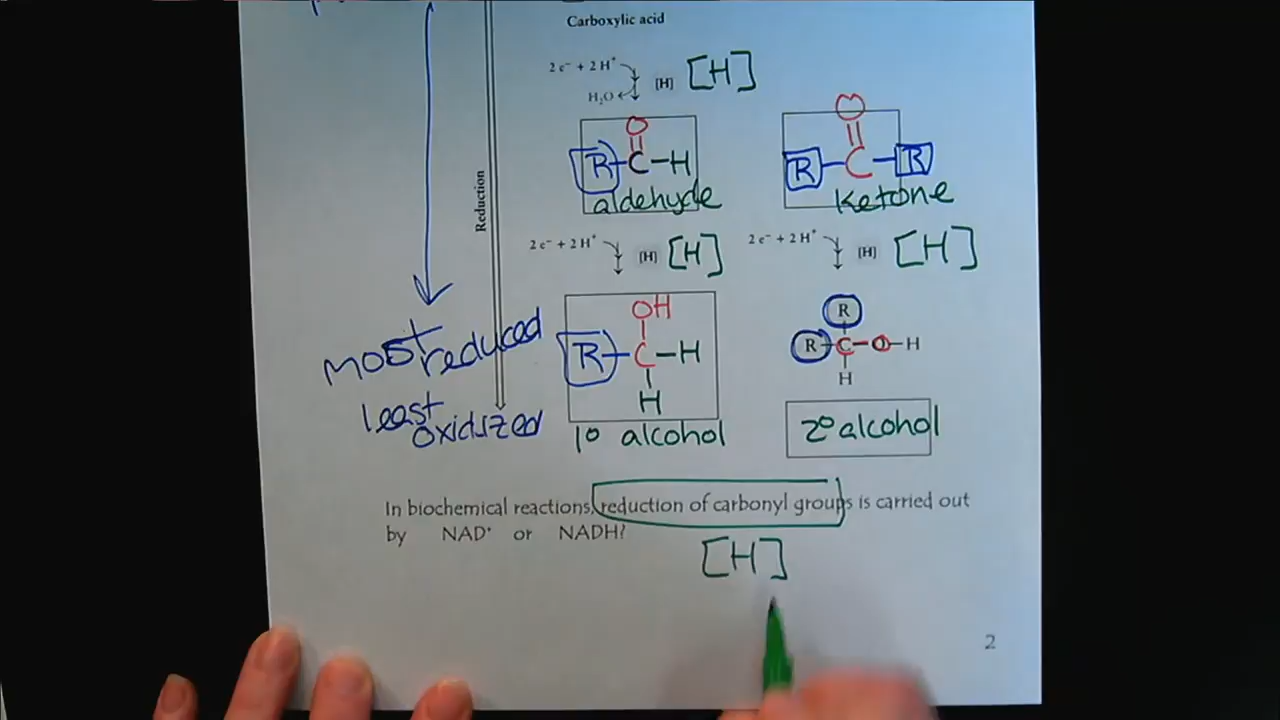 Carboxylic acid
2 e⁻ + 2 H⁺
H₂O
[H] [H]
O
R-C-H
aldehyde
O
R-C-R
Ketone
Reduction
2 e⁻ + 2 H⁺ [H] [H]
2 e⁻ + 2 H⁺ [H] [H]
OH
R-C-H
H
1° alcohol
R
R-C-O-H
H
2° alcohol
most reduced
least oxidized
In biochemical reactions, reduction of carbonyl groups is carried out
by NAD⁺ or NADH?
[H]
2